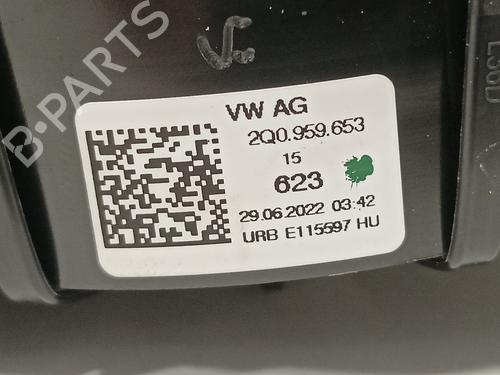 B-PARTS
VW AG
2Q0.959.653
15
623
29.06.2022 03:42
URB E115597 HU